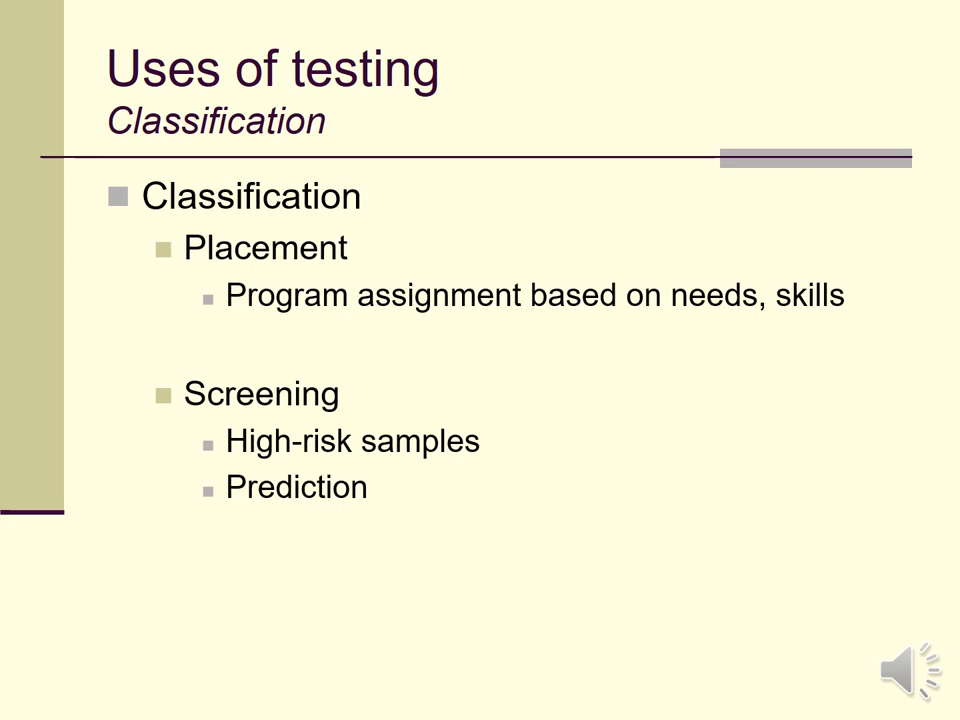 Uses of testing
Classification
Classification
Placement
Program assignment based on needs, skills
Screening
High-risk samples
Prediction